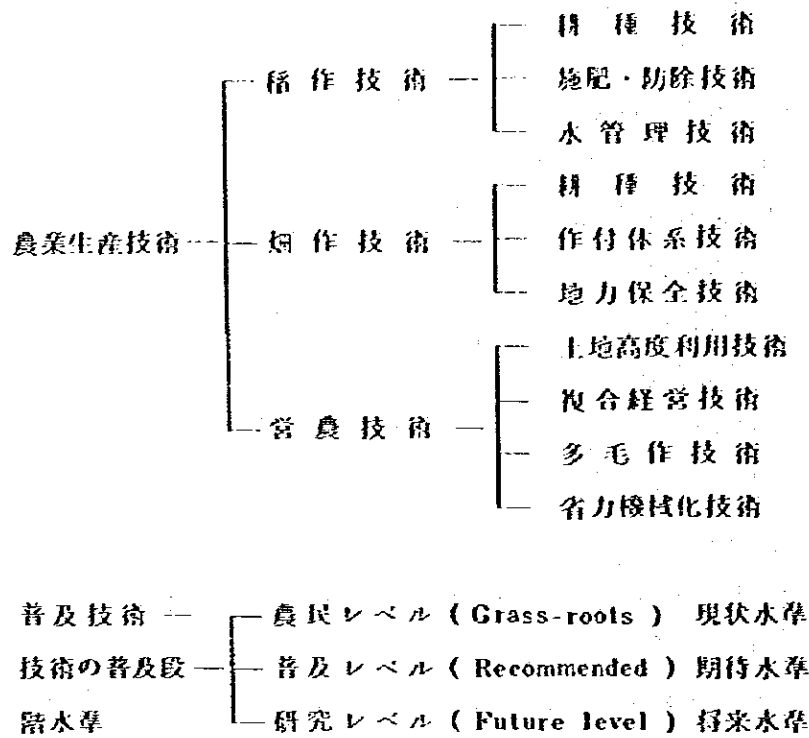 耕種技術
稲作技術 施肥・防除技術
水管理技術
耕種技術
農業生産技術 畑作技術 作付体系技術
地力保全技術
土地高度利用技術
複合経営技術
営農技術
多毛作技術
省力機械化技術
普及技術 農民レベル ( Grass-roots ) 現状水準
技術の普及段 普及レベル ( Recommended ) 期待水準
階水準 研究レベル ( Future level ) 将来水準